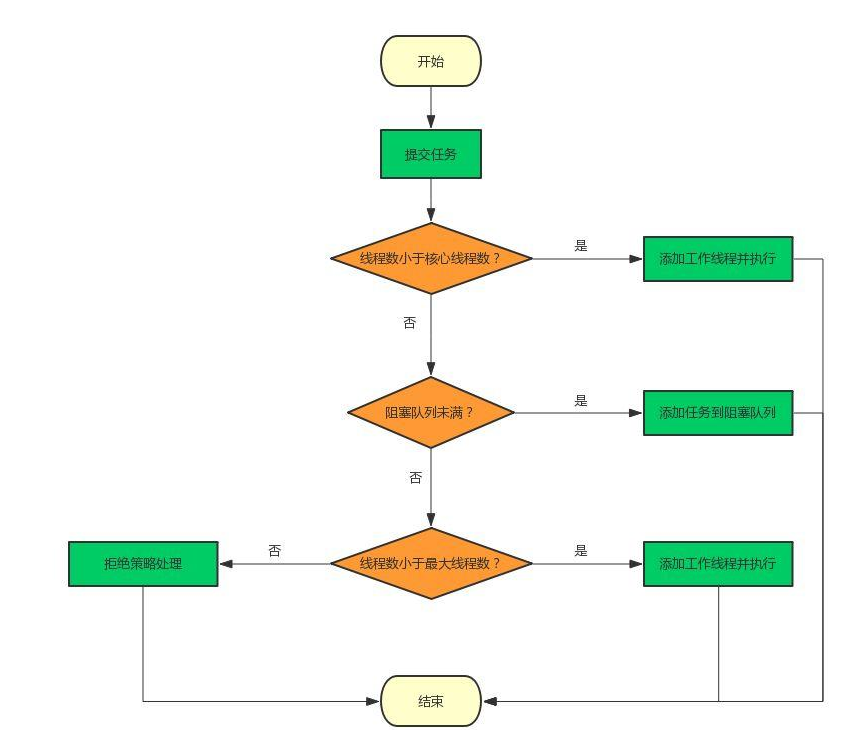 开始
提交任务
线程数小于核心线程数？
是
添加工作线程并执行
否
阻塞队列未满？
是
添加任务到阻塞队列
否
拒绝策略处理
否
线程数小于最大线程数？
是
添加工作线程并执行
结束